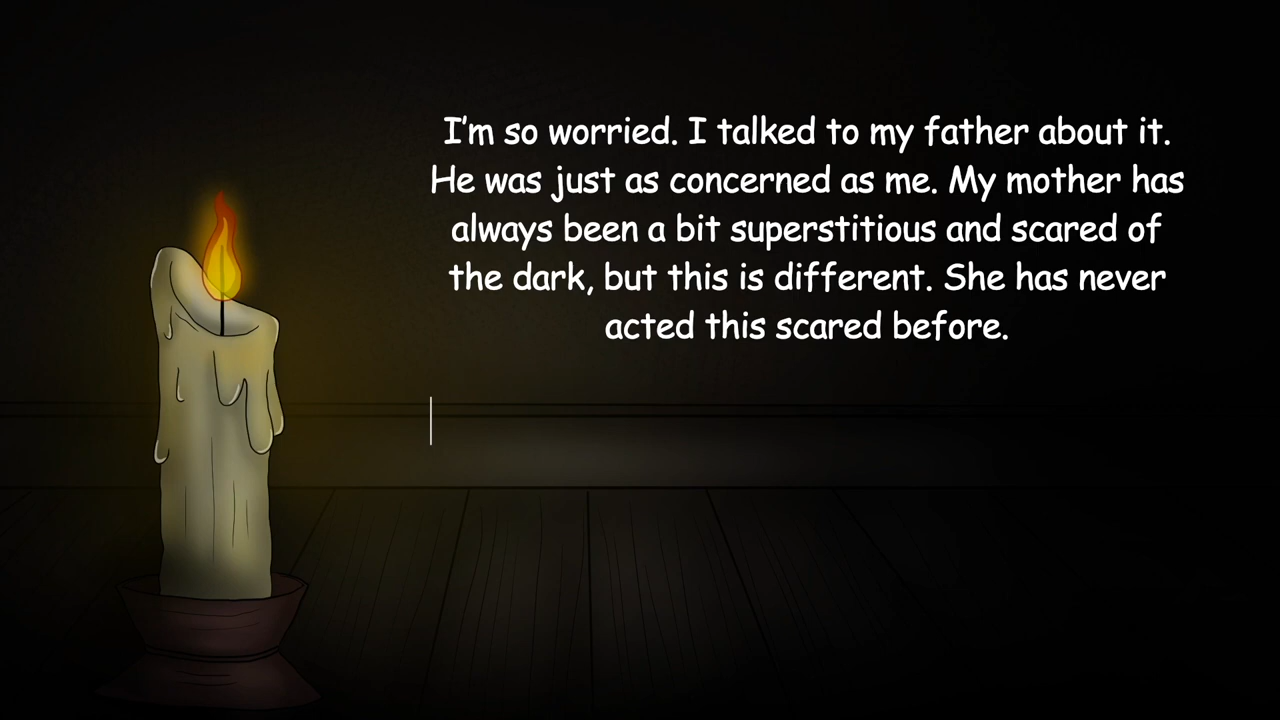 I'm so worried. I talked to my father about it.
He was just as concerned as me. My mother has
always been a bit superstitious and scared of
the dark, but this is different. She has never
acted this scared before.